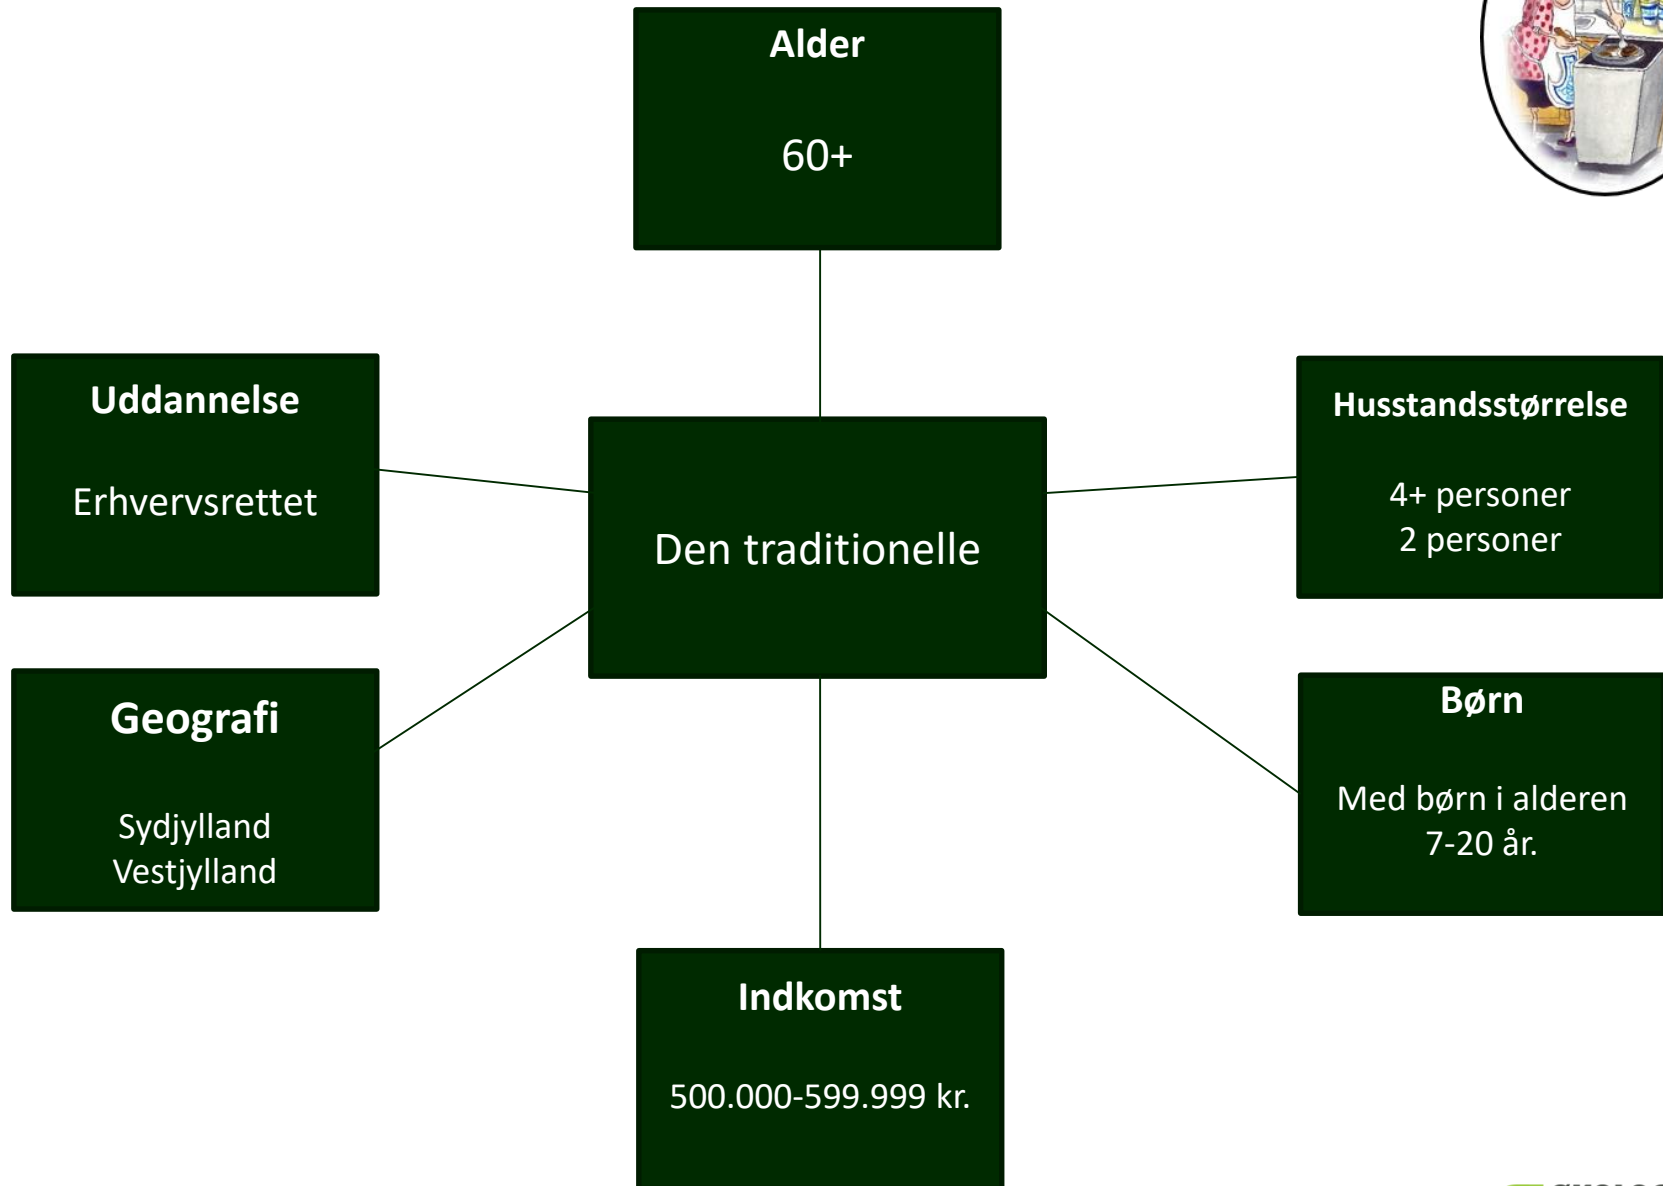 Alder
60+
Uddannelse
Erhvervsrettet
Den traditionelle
Husstandsstørrelse
4+ personer
2 personer
Geografi
Sydjylland
Vestjylland
Børn
Med børn i alderen
7-20 år.
Indkomst
500.000-599.999 kr.